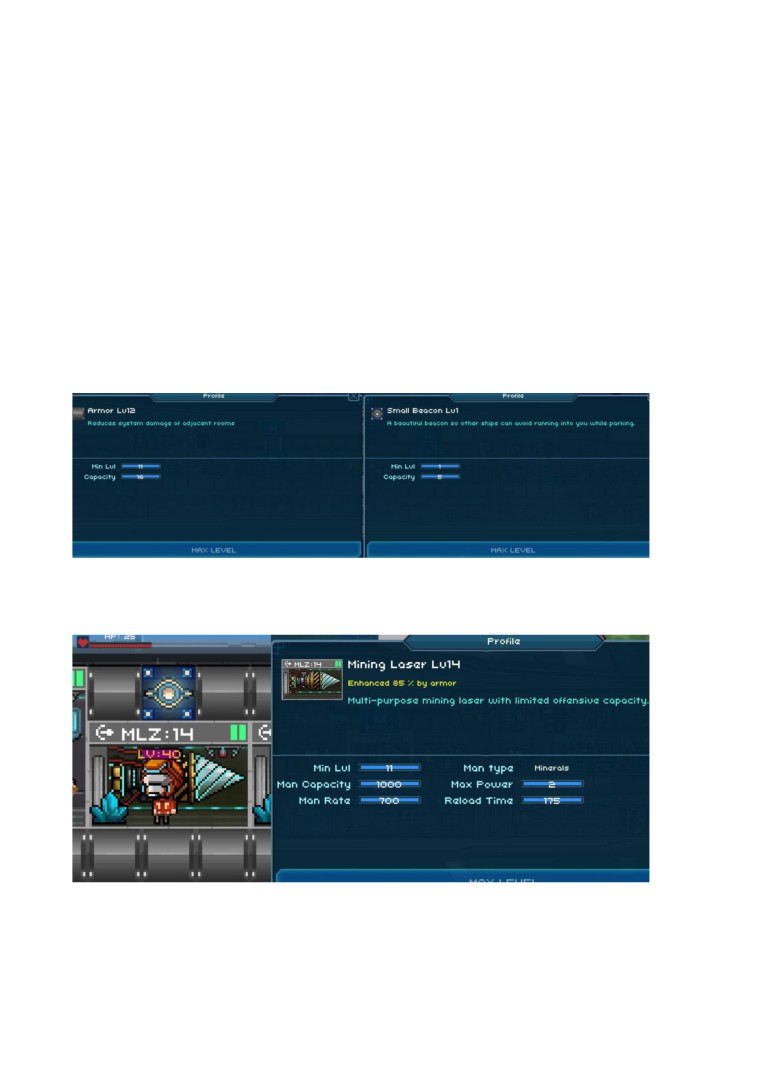 Profile
Armor Lv12
Reduces system damage of adjacent rooms
Min Lvl 11
Capacity 16
MAX LEVEL
Profile
Small Beacon Lv1
A beautiful beacon so other ships can avoid running into you while parking.
Min Lvl 1
Capacity 5
MAX LEVEL
AP: 25
MLZ:14
LV:40
Profile
MLZ:14
Mining Laser Lv14
Enhanced 85 % by armor
Multi-purpose mining laser with limited offensive capacity.
Min Lvl 11 Man type Minerals
Man Capacity 1000 Max Power 2
Man Rate 700 Reload Time 175
MAX LEVEL